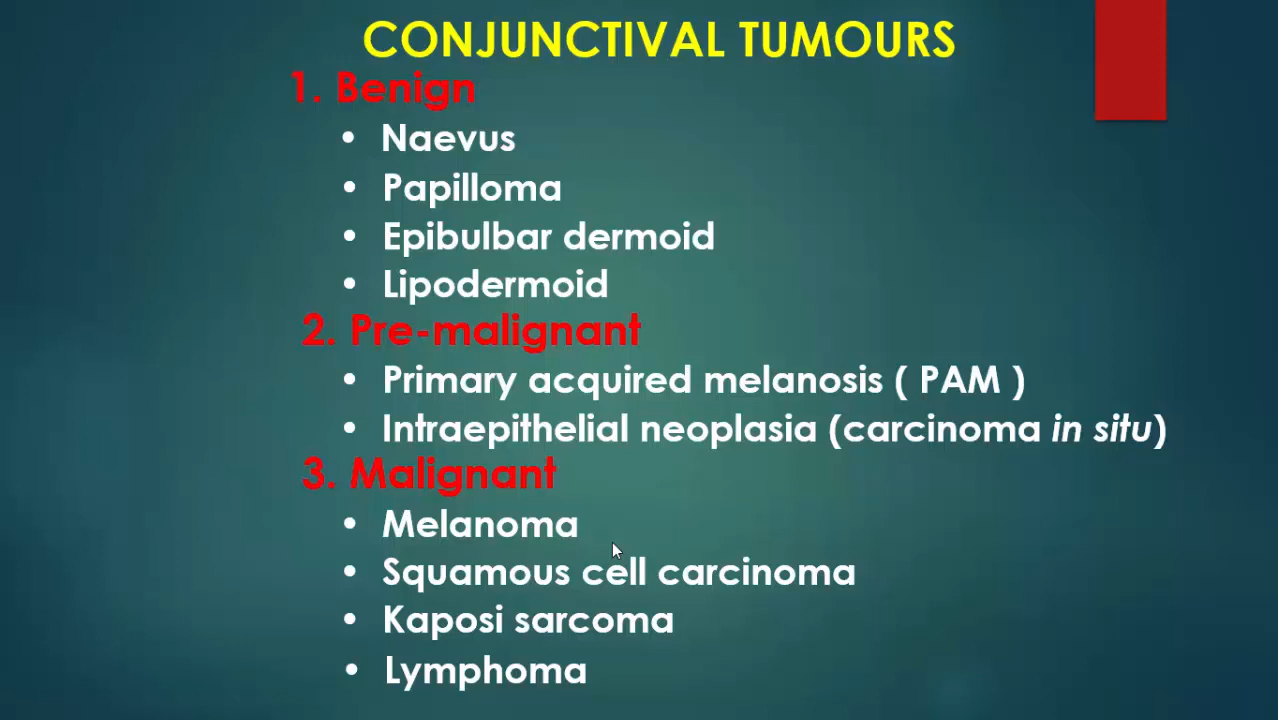 CONJUNCTIVAL TUMOURS
1. Benign
• Naevus
• Papilloma
• Epibulbar dermoid
• Lipodermoid
2. Pre-malignant
• Primary acquired melanosis ( PAM )
• Intraepithelial neoplasia (carcinoma in situ)
3. Malignant
• Melanoma
• Squamous cell carcinoma
• Kaposi sarcoma
• Lymphoma